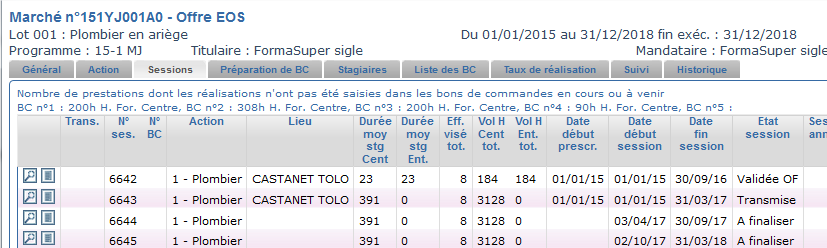 Marché n°151YJ001A0 - Offre EOS
Lot 001 : Plombier en ariège Du 01/01/2015 au 31/12/2018 fin exéc. : 31/12/2018
Programme : 15-1 MJ Titulaire : FormaSuper sigle Mandataire : FormaSuper sigle
Général Action Sessions Préparation de BC Stagiaires Liste des BC Taux de réalisation Suivi Historique
Nombre de prestations dont les réalisations n'ont pas été saisies dans les bons de commandes en cours ou à venir
BC n°1 : 200h H. For. Centre, BC n°2 : 308h H. For. Centre, BC n°3 : 200h H. For. Centre, BC n°4 : 90h H. For. Centre, BC n°5 :
Trans. N° ses. N° BC Action Lieu Durée moy stg Cent Durée moy stg Ent. Eff. visé tot. Vol H Cent tot. Vol H Ent. tot. Date début prescr. Date début session Date fin session Etat session Ses ann
6642 1 - Plombier CASTANET TOLO 23 23 8 184 184 01/01/15 01/01/15 30/09/16 Validée OF
6643 1 - Plombier CASTANET TOLO 391 0 8 3128 0 01/01/15 01/01/15 31/03/17 Transmise
6644 1 - Plombier 391 0 8 3128 0 03/04/17 30/09/17 A finaliser
6645 1 - Plombier 391 0 8 3128 0 02/10/17 31/03/18 A finaliser